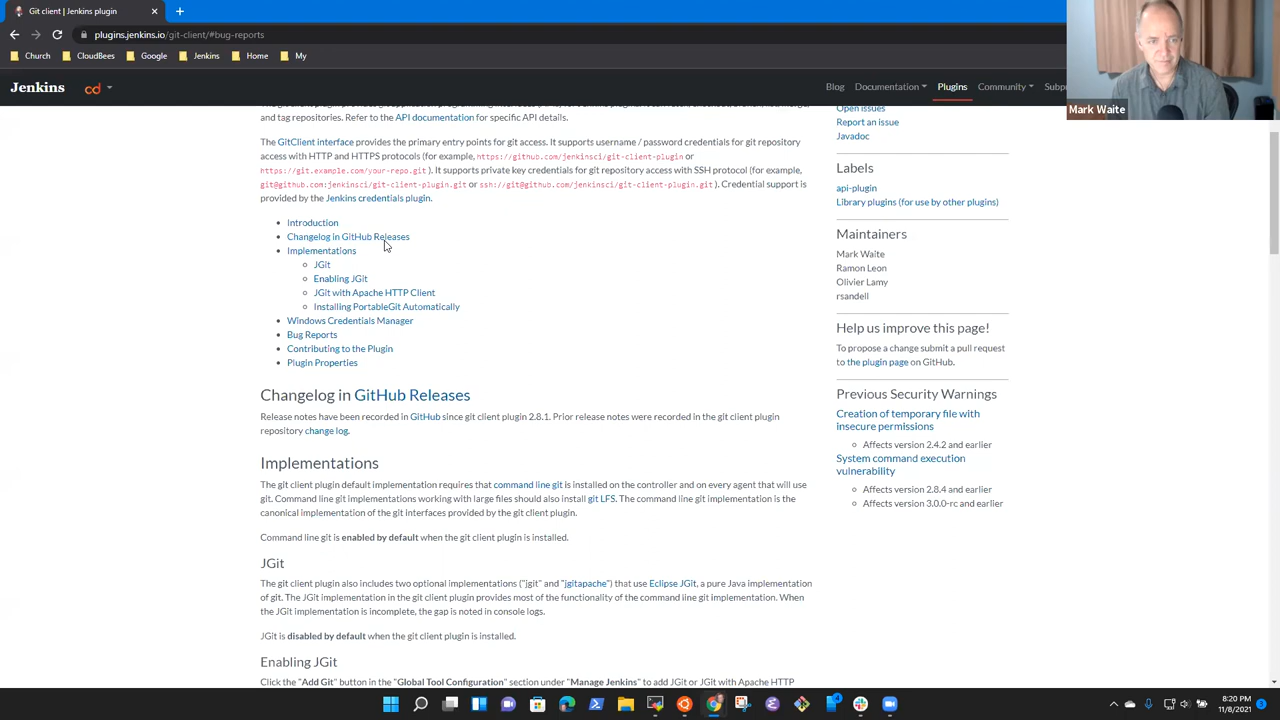 Git client | Jenkins plugin
plugins.jenkins.io/git-client/#bug-reports
Church
CloudBees
Google
Jenkins
Home
My
Jenkins
cd
Blog
Documentation
Plugins
Community
Mark Waite
and tag repositories. Refer to the API documentation for specific API details.
The GitClient interface provides the primary entry points for git access. It supports username / password credentials for git repository
access with HTTP and HTTPS protocols (for example, https://github.com/jenkinsci/git-client-plugin or
https://git.example.com/your-repo.git ). It supports private key credentials for git repository access with SSH protocol (for example,
git@github.com:jenkinsci/git-client-plugin.git or ssh://git@github.com/jenkinsci/git-client-plugin.git ). Credential support is
provided by the Jenkins credentials plugin.
Introduction
Changelog in GitHub Releases
Implementations
JGit
Enabling JGit
JGit with Apache HTTP Client
Installing PortableGit Automatically
Windows Credentials Manager
Bug Reports
Contributing to the Plugin
Plugin Properties
Changelog in GitHub Releases
Release notes have been recorded in GitHub since git client plugin 2.8.1. Prior release notes were recorded in the git client plugin
repository change log.
Implementations
The git client plugin default implementation requires that command line git is installed on the controller and on every agent that will use
git. Command line git implementations working with large files should also install git LFS. The command line git implementation is the
canonical implementation of the git interfaces provided by the git client plugin.
Command line git is enabled by default when the git client plugin is installed.
JGit
The git client plugin also includes two optional implementations ("jgit" and "jgitapache") that use Eclipse JGit, a pure Java implementation
of git. The JGit implementation in the git client plugin provides most of the functionality of the command line git implementation. When
the JGit implementation is incomplete, the gap is noted in console logs.
JGit is disabled by default when the git client plugin is installed.
Enabling JGit
Click the "Add Git" button in the "Global Tool Configuration" section under "Manage Jenkins" to add JGit or JGit with Apache HTTP
Open issues
Report an issue
Javadoc
Labels
api-plugin
Library plugins (for use by other plugins)
Maintainers
Mark Waite
Ramon Leon
Olivier Lamy
rsandell
Help us improve this page!
To propose a change submit a pull request
to the plugin page on GitHub.
Previous Security Warnings
Creation of temporary file with
insecure permissions
Affects version 2.4.2 and earlier
System command execution
vulnerability
Affects version 2.8.4 and earlier
Affects version 3.0.0-rc and earlier
8:20 PM
11/8/2021